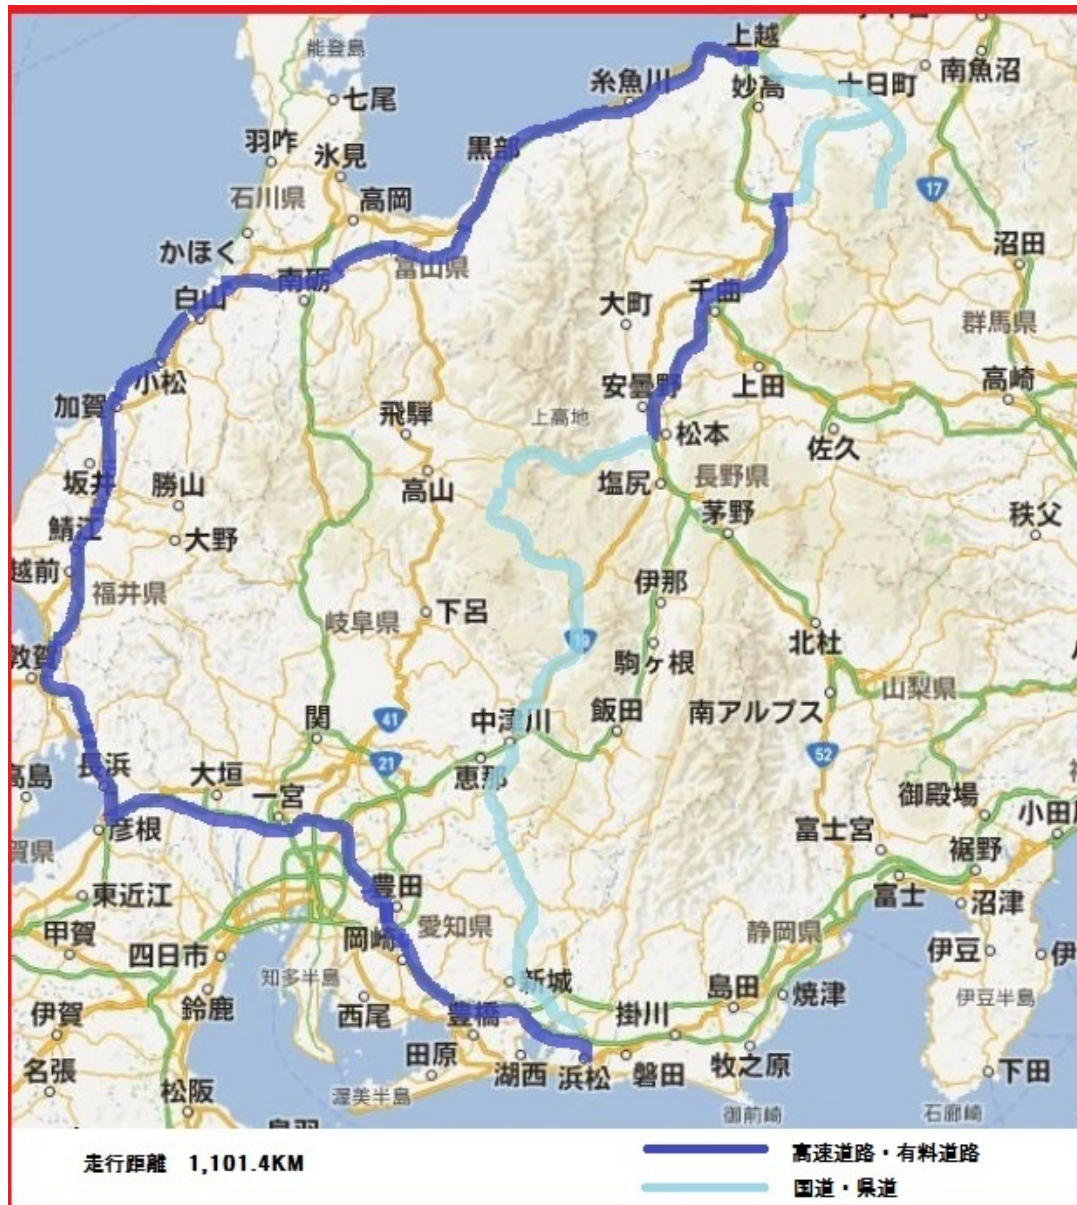 上越
能登島
南魚沼
十日町
糸魚川
妙高
七尾
羽咋
黒部
氷見
石川県
高岡
17
かほく
沼田
富山県
南砺
千曲
白山
大町
群馬県
小松
上田
高崎
安曇野
加賀
上高地
飛騨
松本
佐久
坂井
勝山
高山
塩尻
長野県
茅野
秩父
鯖江
大野
越前
福井県
伊那
岐阜県
下呂
19
北杜
敦賀
駒ヶ根
山梨県
関
41
中津川
飯田
南アルプス
52
21
長浜
大垣
恵那
高島
一宮
御殿場
彦根
富士宮
小田
賀県
裾野
東近江
豊田
富士
沼津
愛知県
静岡県
甲賀
岡崎
四日市
伊豆
伊
知多半島
新城
島田
焼津
伊豆半島
鈴鹿
西尾
伊賀
豊橋
掛川
田原
湖西
浜松
磐田
牧之原
下田
名張
渥美半島
松阪
御前崎
石廊崎
走行距離 1,101.4KM
高速道路・有料道路
国道・県道